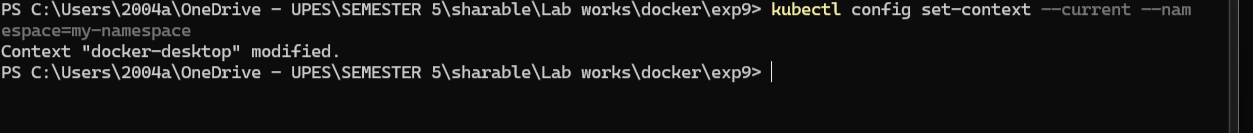 PS C:\Users\2004a\OneDrive - UPES\SEMESTER 5\sharable\Lab works\docker\exp9> kubectl config set-context --current --nam
espace=my-namespace
Context "docker-desktop" modified.
PS C:\Users\2004a\OneDrive - UPES\SEMESTER 5\sharable\Lab works\docker\exp9>